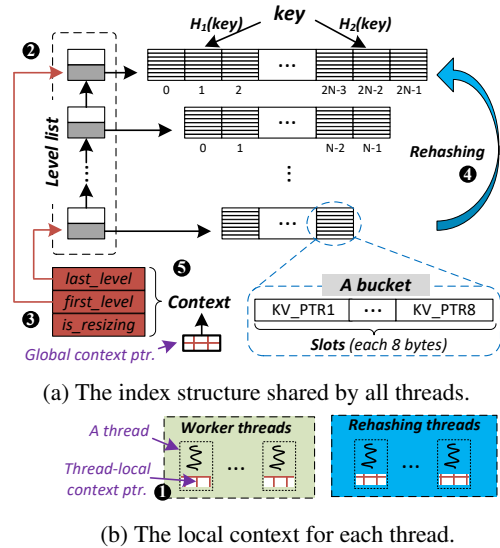 key
H₁(key) H₂(key)
❷
...
0 1 2 2N-3 2N-2 2N-1
Level list
...
0 1 N-2 N-1
Rehashing
❹
⋮
⋮
...
❺
A bucket
last_level
first_level
is_resizing
❸
Context
KV_PTR1 ... KV_PTR8
Slots (each 8 bytes)
Global context ptr.
(a) The index structure shared by all threads.
A thread
Worker threads
Rehashing threads
... ...
Thread-local
context ptr.
❶
(b) The local context for each thread.